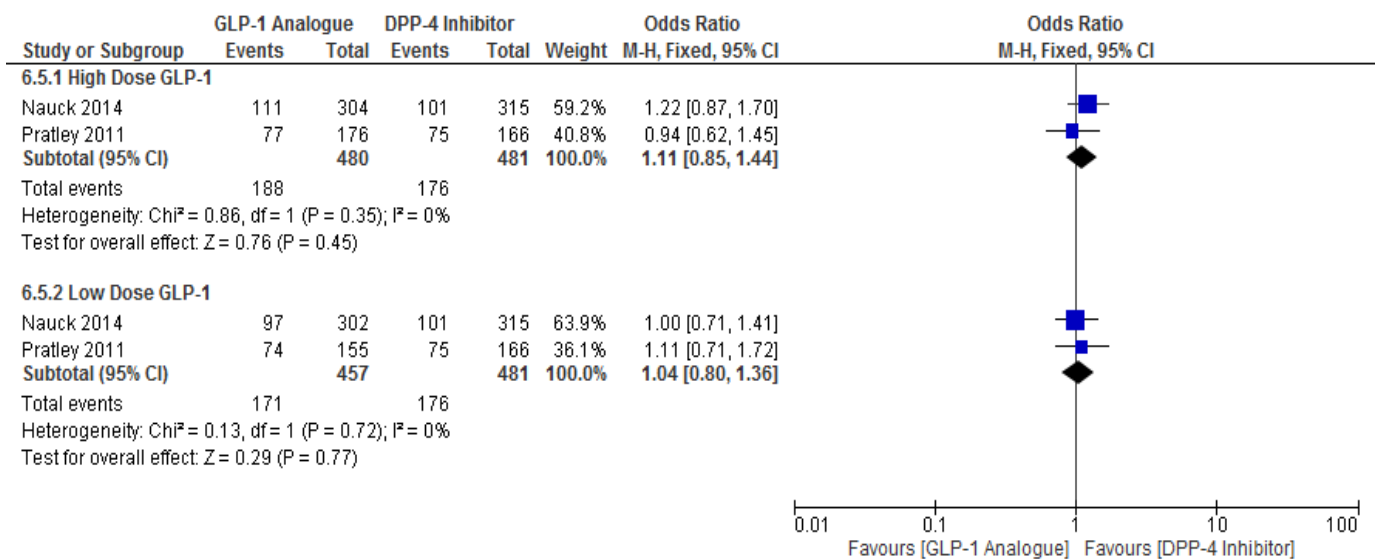 GLP-1 Analogue DPP-4 Inhibitor Odds Ratio Odds Ratio
Study or Subgroup Events Total Events Total Weight M-H, Fixed, 95% CI M-H, Fixed, 95% CI
6.5.1 High Dose GLP-1
Nauck 2014 111 304 101 315 59.2% 1.22 [0.87, 1.70]
Pratley 2011 77 176 75 166 40.8% 0.94 [0.62, 1.45]
Subtotal (95% CI) 480 481 100.0% 1.11 [0.85, 1.44]
Total events 188 176
Heterogeneity: Chi² = 0.86, df = 1 (P = 0.35); I² = 0%
Test for overall effect: Z = 0.76 (P = 0.45)
6.5.2 Low Dose GLP-1
Nauck 2014 97 302 101 315 63.9% 1.00 [0.71, 1.41]
Pratley 2011 74 155 75 166 36.1% 1.11 [0.71, 1.72]
Subtotal (95% CI) 457 481 100.0% 1.04 [0.80, 1.36]
Total events 171 176
Heterogeneity: Chi² = 0.13, df = 1 (P = 0.72); I² = 0%
Test for overall effect: Z = 0.29 (P = 0.77)
0.01 0.1 1 10 100
Favours [GLP-1 Analogue] Favours [DPP-4 Inhibitor]